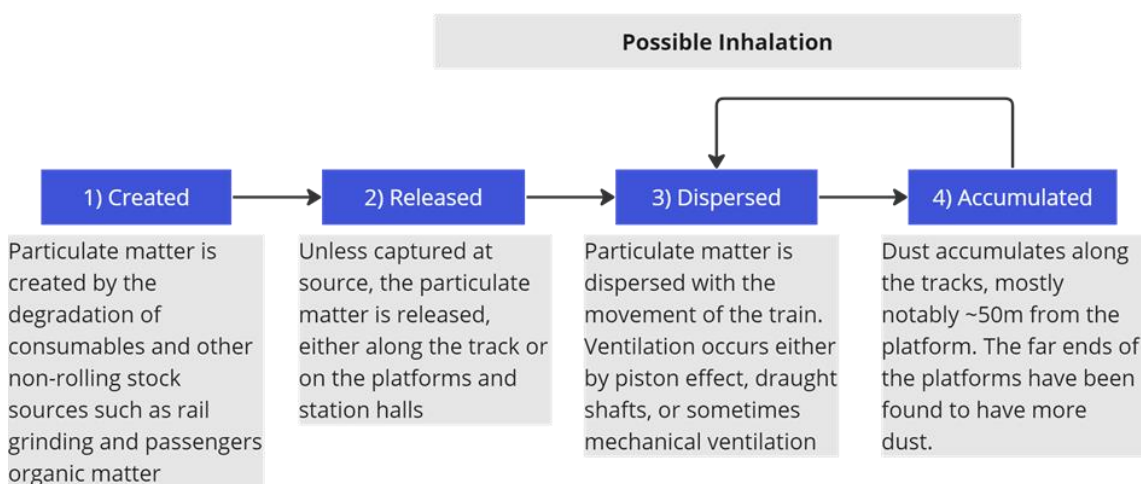 Possible Inhalation
1) Created
Particulate matter is
created by the
degradation of
consumables and other
non-rolling stock
sources such as rail
grinding and passengers
organic matter
2) Released
Unless captured at
source, the particulate
matter is released,
either along the track or
on the platforms and
station halls
3) Dispersed
Particulate matter is
dispersed with the
movement of the train.
Ventilation occurs either
by piston effect, draught
shafts, or sometimes
mechanical ventilation
4) Accumulated
Dust accumulates along
the tracks, mostly
notably ~50m from the
platform. The far ends of
the platforms have been
found to have more
dust.